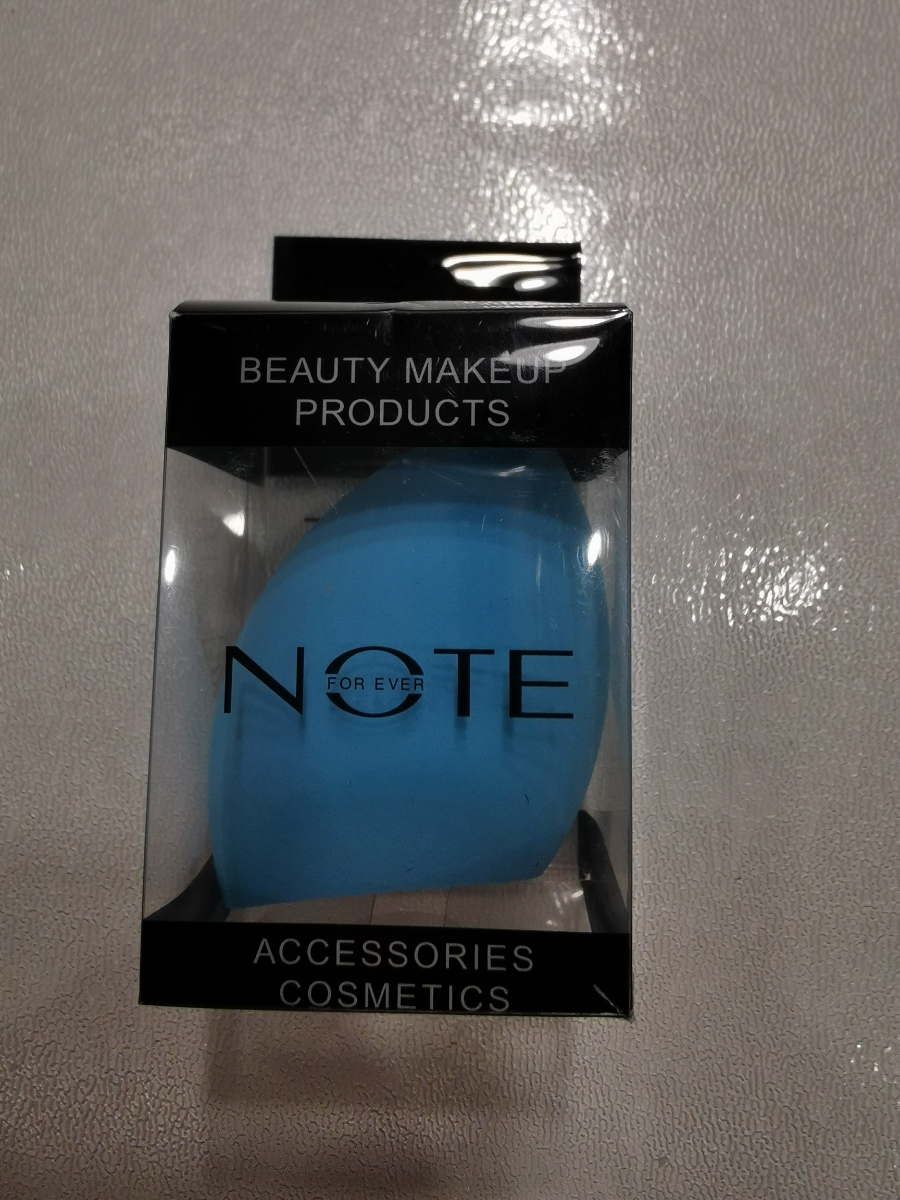 BEAUTY MAKEUP
PRODUCTS
NOTE
FOR EVER
ACCESSORIES
COSMETICS